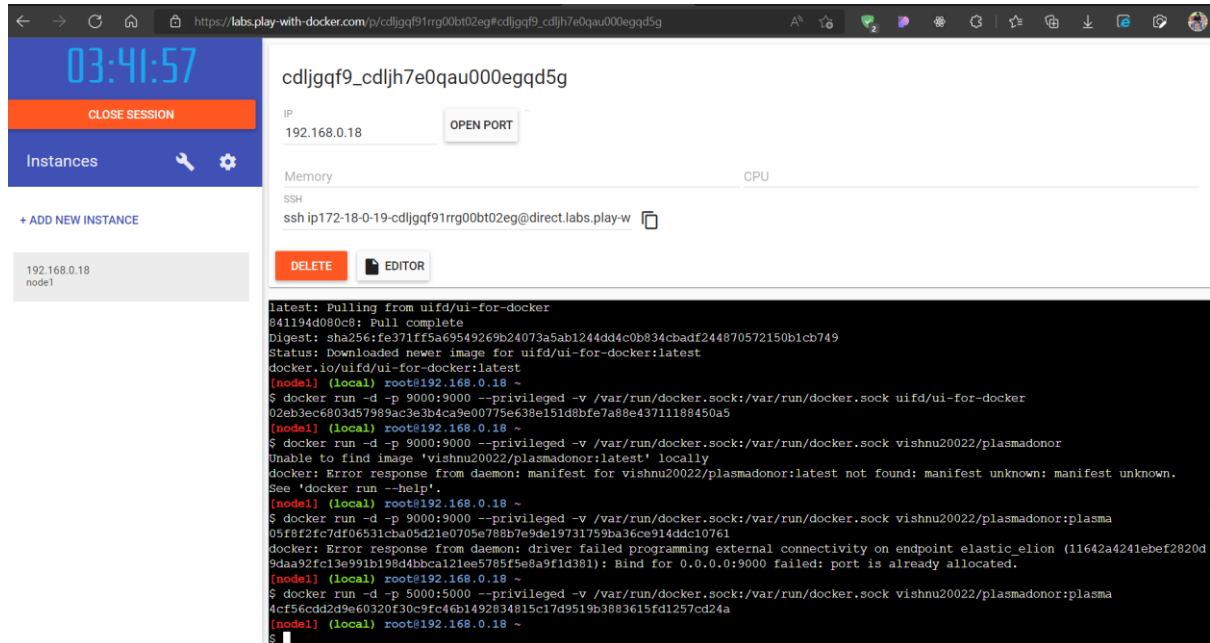 https://labs.play-with-docker.com/p/cdljgqf91rrg00bt02eg#cdljgqf9_cdljh7e0qau000egqd5g
2
03:41:57
CLOSE SESSION
Instances
+ ADD NEW INSTANCE
192.168.0.18
node1
cdljgqf9_cdljh7e0qau000egqd5g
IP
192.168.0.18
OPEN PORT
Memory
CPU
SSH
ssh ip172-18-0-19-cdljgqf91rrg00bt02eg@direct.labs.play-w
DELETE
EDITOR
latest: Pulling from uifd/ui-for-docker
841194d080c8: Pull complete
Digest: sha256:fe371ff5a69549269b24073a5ab1244dd4c0b834cbadf244870572150b1cb749
Status: Downloaded newer image for uifd/ui-for-docker:latest
docker.io/uifd/ui-for-docker:latest
[node1] (local) root@192.168.0.18 ~
$ docker run -d -p 9000:9000 --privileged -v /var/run/docker.sock:/var/run/docker.sock uifd/ui-for-docker
02eb3ec6803d57989ac3e3b4ca9e00775e638e151d8bfe7a88e43711188450a5
[node1] (local) root@192.168.0.18 ~
$ docker run -d -p 9000:9000 --privileged -v /var/run/docker.sock:/var/run/docker.sock vishnu20022/plasmadonor
Unable to find image 'vishnu20022/plasmadonor:latest' locally
docker: Error response from daemon: manifest for vishnu20022/plasmadonor:latest not found: manifest unknown: manifest unknown.
See 'docker run --help'.
[node1] (local) root@192.168.0.18 ~
$ docker run -d -p 9000:9000 --privileged -v /var/run/docker.sock:/var/run/docker.sock vishnu20022/plasmadonor:plasma
05f8f2fc7df06531cba05d21e0705e788b7e9de19731759ba36ce914ddc10761
docker: Error response from daemon: driver failed programming external connectivity on endpoint elastic_elion (11642a4241ebef2820d
9daa92fc13e991b198d4bbca121ee5785f5e8a9f1d381): Bind for 0.0.0.0:9000 failed: port is already allocated.
[node1] (local) root@192.168.0.18 ~
$ docker run -d -p 5000:5000 --privileged -v /var/run/docker.sock:/var/run/docker.sock vishnu20022/plasmadonor:plasma
4cf56cdd2d9e60320f30c9fc46b1492834815c17d9519b3883615fd1257cd24a
[node1] (local) root@192.168.0.18 ~
$